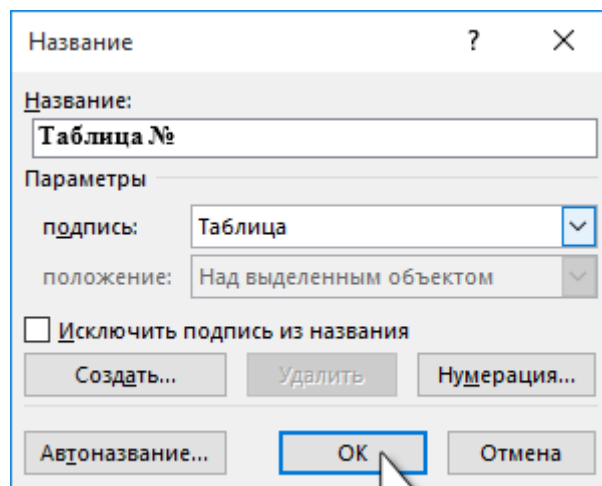 Название ?
Название:
Таблица №
Параметры
подпись: Таблица
положение: Над выделенным объектом
Исключить подпись из названия
Создать... Удалить Нумерация...
Автоназвание... ОК Отмена